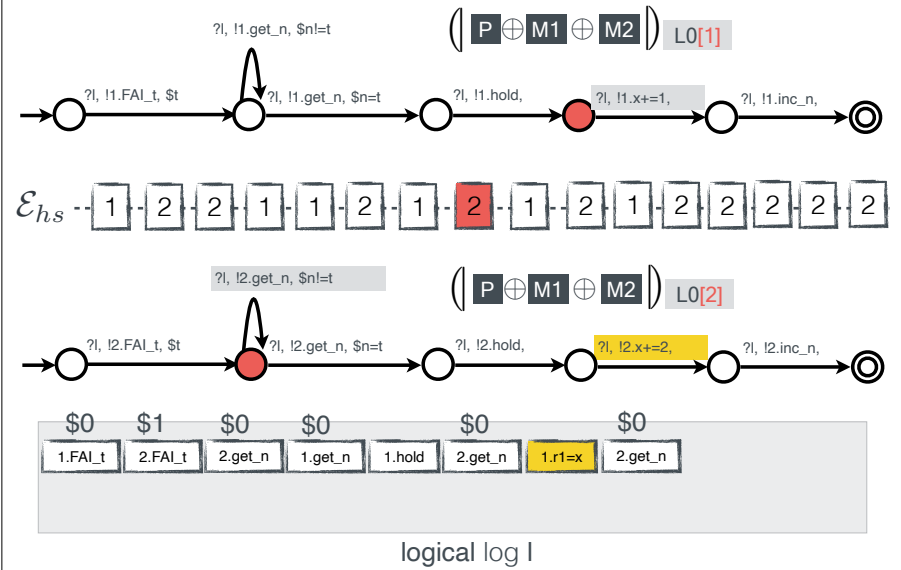 ?l, !1.get_n, $n!=t
( P ⊕ M1 ⊕ M2 ) L0[1]
?l, !1.FAI_t, $t
?l, !1.get_n, $n=t
?l, !1.hold,
?l, !1.x+=1,
?l, !1.inc_n,
ℰhs 1 2 2 1 1 2 1 2 1 2 1 2 2 2 2 2
?l, !2.get_n, $n!=t
( P ⊕ M1 ⊕ M2 ) L0[2]
?l, !2.FAI_t, $t
?l, !2.get_n, $n=t
?l, !2.hold,
?l, !2.x+=2,
?l, !2.inc_n,
$0 $1 $0 $0 $0 $0
1.FAI_t 2.FAI_t 2.get_n 1.get_n 1.hold 2.get_n 1.r1=x 2.get_n
logical log l